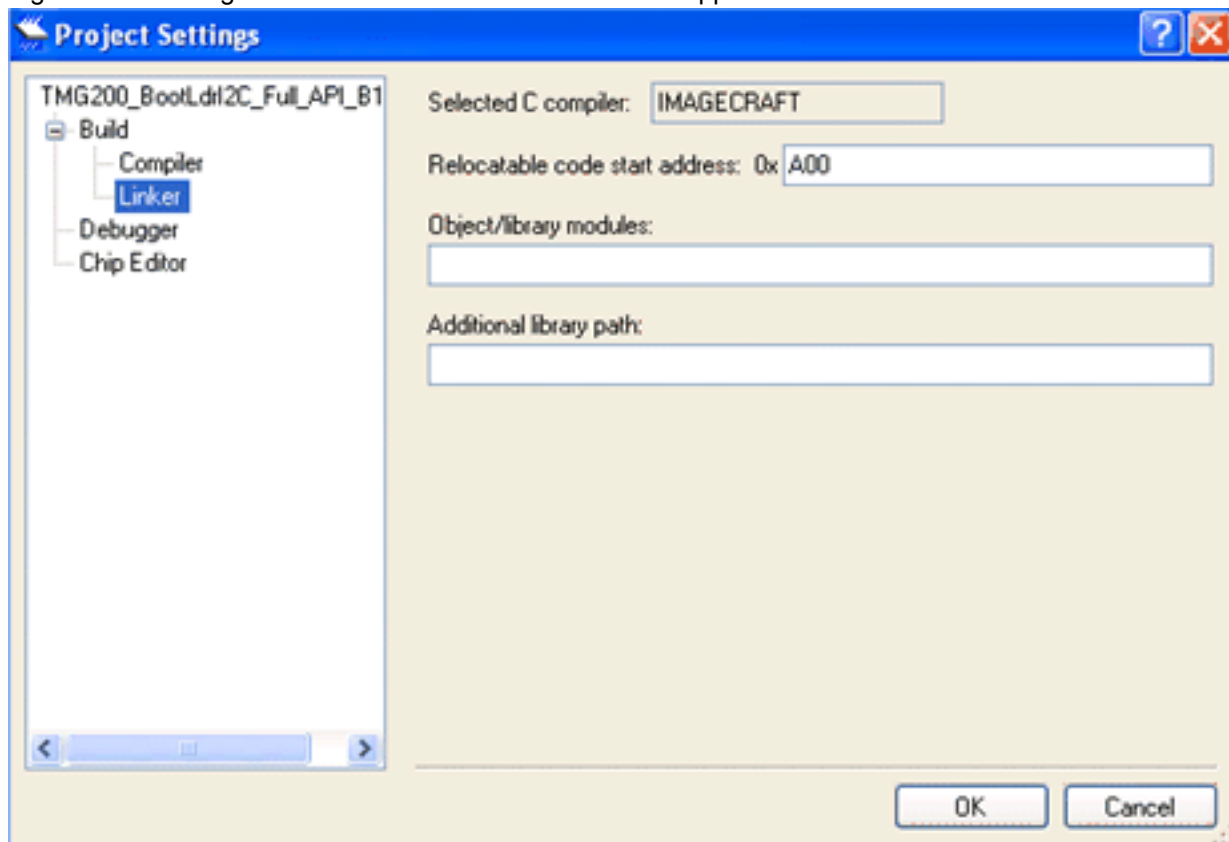 Project Settings
TMG200_BootLdrI2C_Full_API_B1
Build
Compiler
Linker
Debugger
Chip Editor
Selected C compiler: IMAGECRAFT
Relocatable code start address: 0x A00
Object/library modules:
Additional library path:
OK Cancel